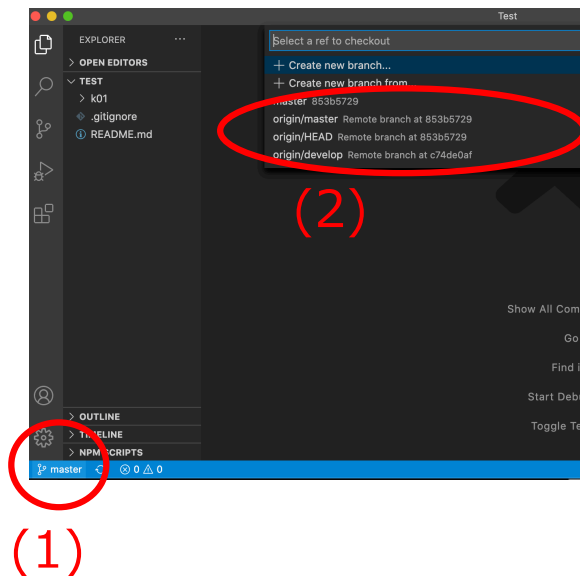 Test
EXPLORER ...
Select a ref to checkout
> OPEN EDITORS
+ Create new branch...
TEST
+ Create new branch from...
> k01
master 853b5729
.gitignore
origin/master Remote branch at 853b5729
README.md
origin/HEAD Remote branch at 853b5729
origin/develop Remote branch at c74de0af
(2)
Show All Com
Go
Find i
Start Deb
Toggle Te
> OUTLINE
> TIMELINE
> NPM SCRIPTS
master 0 0
(1)